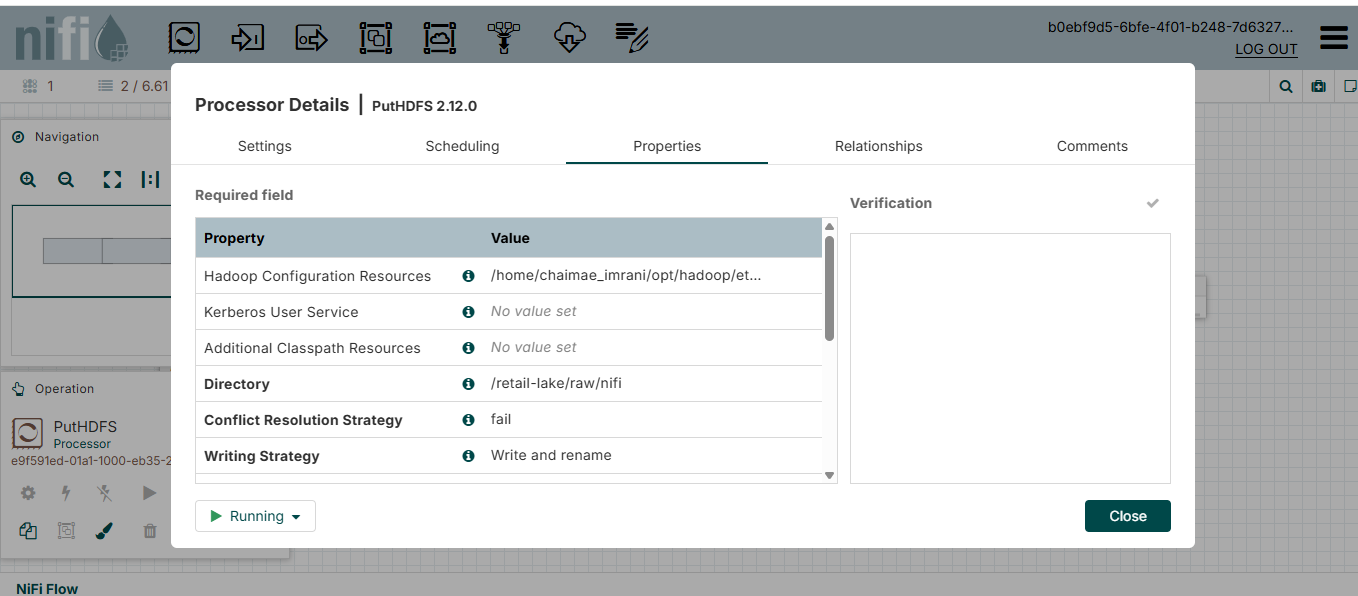 nifi
b0ebf9d5-6bfe-4f01-b248-7d6327...
LOG OUT
1
2 / 6.61
Processor Details | PutHDFS 2.12.0
Settings Scheduling Properties Relationships Comments
Navigation
Required field
Verification
Property Value
Hadoop Configuration Resources /home/chaimae_imrani/opt/hadoop/et...
Kerberos User Service No value set
Additional Classpath Resources No value set
Directory /retail-lake/raw/nifi
Conflict Resolution Strategy fail
Writing Strategy Write and rename
Operation
PutHDFS
Processor
e9f591ed-01a1-1000-eb35-2
Running
Close
NiFi Flow